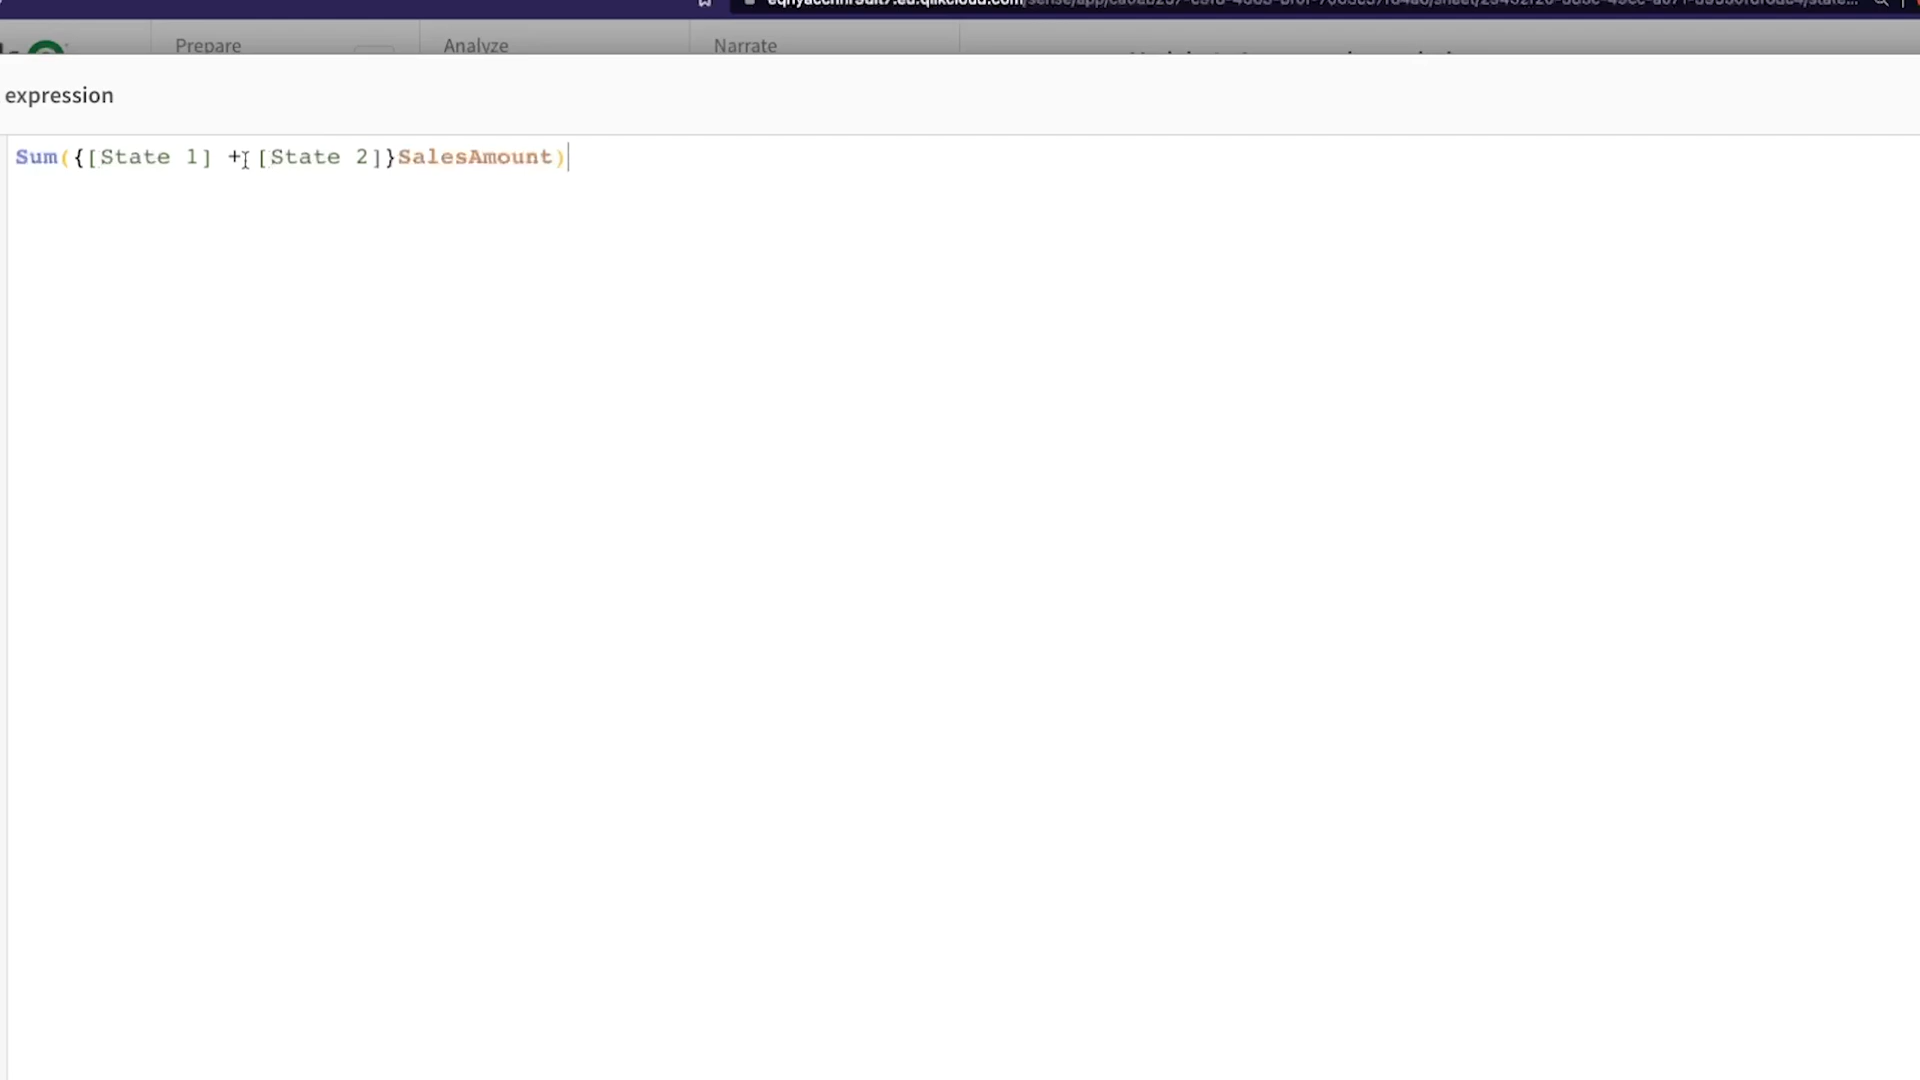 Prepare
Analyze
Narrate
expression
Sum({[State 1] + [State 2]}SalesAmount)